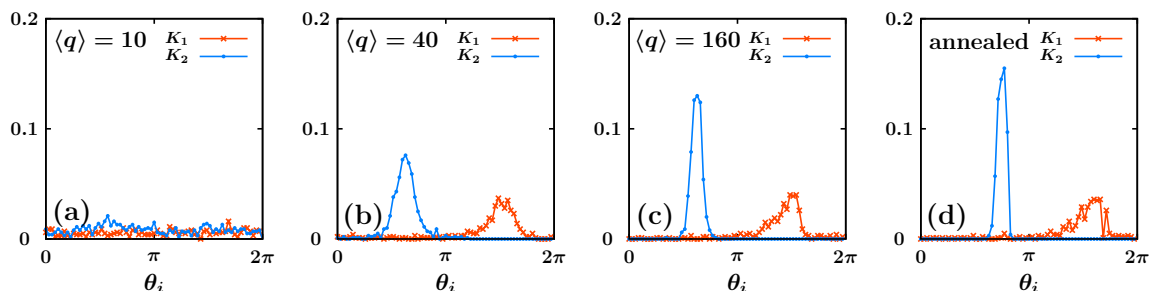 0.2
0.1
0
⟨q⟩ = 10
K₁
K₂
(a)
0
π
2π
θᵢ
0.2
0.1
0
⟨q⟩ = 40
K₁
K₂
(b)
0
π
2π
θᵢ
0.2
0.1
0
⟨q⟩ = 160
K₁
K₂
(c)
0
π
2π
θᵢ
0.2
0.1
0
annealed
K₁
K₂
(d)
0
π
2π
θᵢ